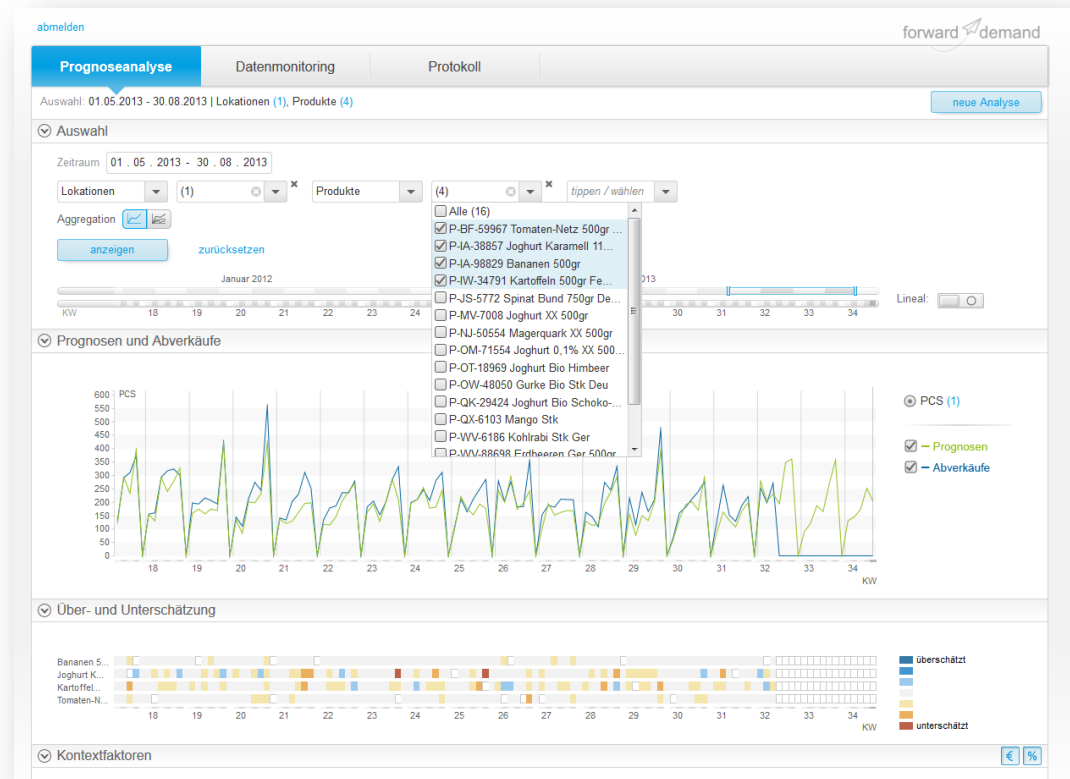 abmelden
forward demand
Prognoseanalyse Datenmonitoring Protokoll
Auswahl: 01.05.2013 - 30.08.2013 | Lokationen (1), Produkte (4)
neue Analyse
Auswahl
Zeitraum 01 . 05 . 2013 - 30 . 08 . 2013
Lokationen (1) Produkte (4) tippen / wählen
Aggregation
Alle (16)
P-BF-59967 Tomaten-Netz 500gr ...
P-IA-38857 Joghurt Karamell 11...
P-IA-98829 Bananen 500gr
P-IW-34791 Kartoffeln 500gr Fe...
P-JS-5772 Spinat Bund 750gr De...
P-MV-7008 Joghurt XX 500gr
P-NJ-50554 Magerquark XX 500gr
P-OM-71554 Joghurt 0,1% XX 500...
P-OT-18969 Joghurt Bio Himbeer
P-OW-48050 Gurke Bio Stk Deu
P-QK-29424 Joghurt Bio Schoko-...
P-QX-6103 Mango Stk
P-WV-6186 Kohlrabi Stk Ger
P-WV-88698 Erdbeeren Ger 500gr
anzeigen zurücksetzen
Januar 2012
013
KW 18 19 20 21 22 23 24 25 30 31 32 33 34
Lineal:
Prognosen und Abverkäufe
PCS
600
550
500
450
400
350
300
250
200
150
100
50
0
18 19 20 21 22 23 24 25 26 27 28 29 30 31 32 33 34
KW
PCS (1)
Prognosen
Abverkäufe
Über- und Unterschätzung
Bananen 5...
Joghurt K...
Kartoffel...
Tomaten-N...
18 19 20 21 22 23 24 25 26 27 28 29 30 31 32 33 34
KW
überschätzt
unterschätzt
Kontextfaktoren
€ %